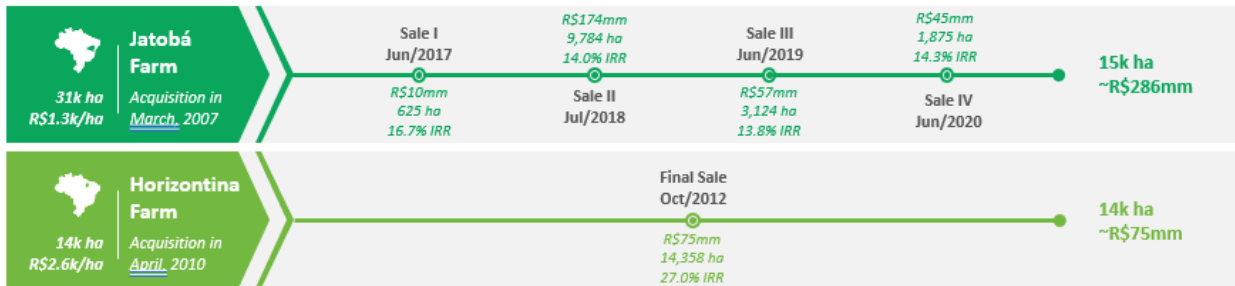 Jatobá
Farm
31k ha
R$1.3k/ha
Acquisition in
March, 2007
Sale I
Jun/2017
R$10mm
625 ha
16.7% IRR
R$174mm
9,784 ha
14.0% IRR
Sale II
Jul/2018
Sale III
Jun/2019
R$57mm
3,124 ha
13.8% IRR
R$45mm
1,875 ha
14.3% IRR
Sale IV
Jun/2020
15k ha
~R$286mm
Horizontina
Farm
14k ha
R$2.6k/ha
Acquisition in
April, 2010
Final Sale
Oct/2012
R$75mm
14,358 ha
27.0% IRR
14k ha
~R$75mm